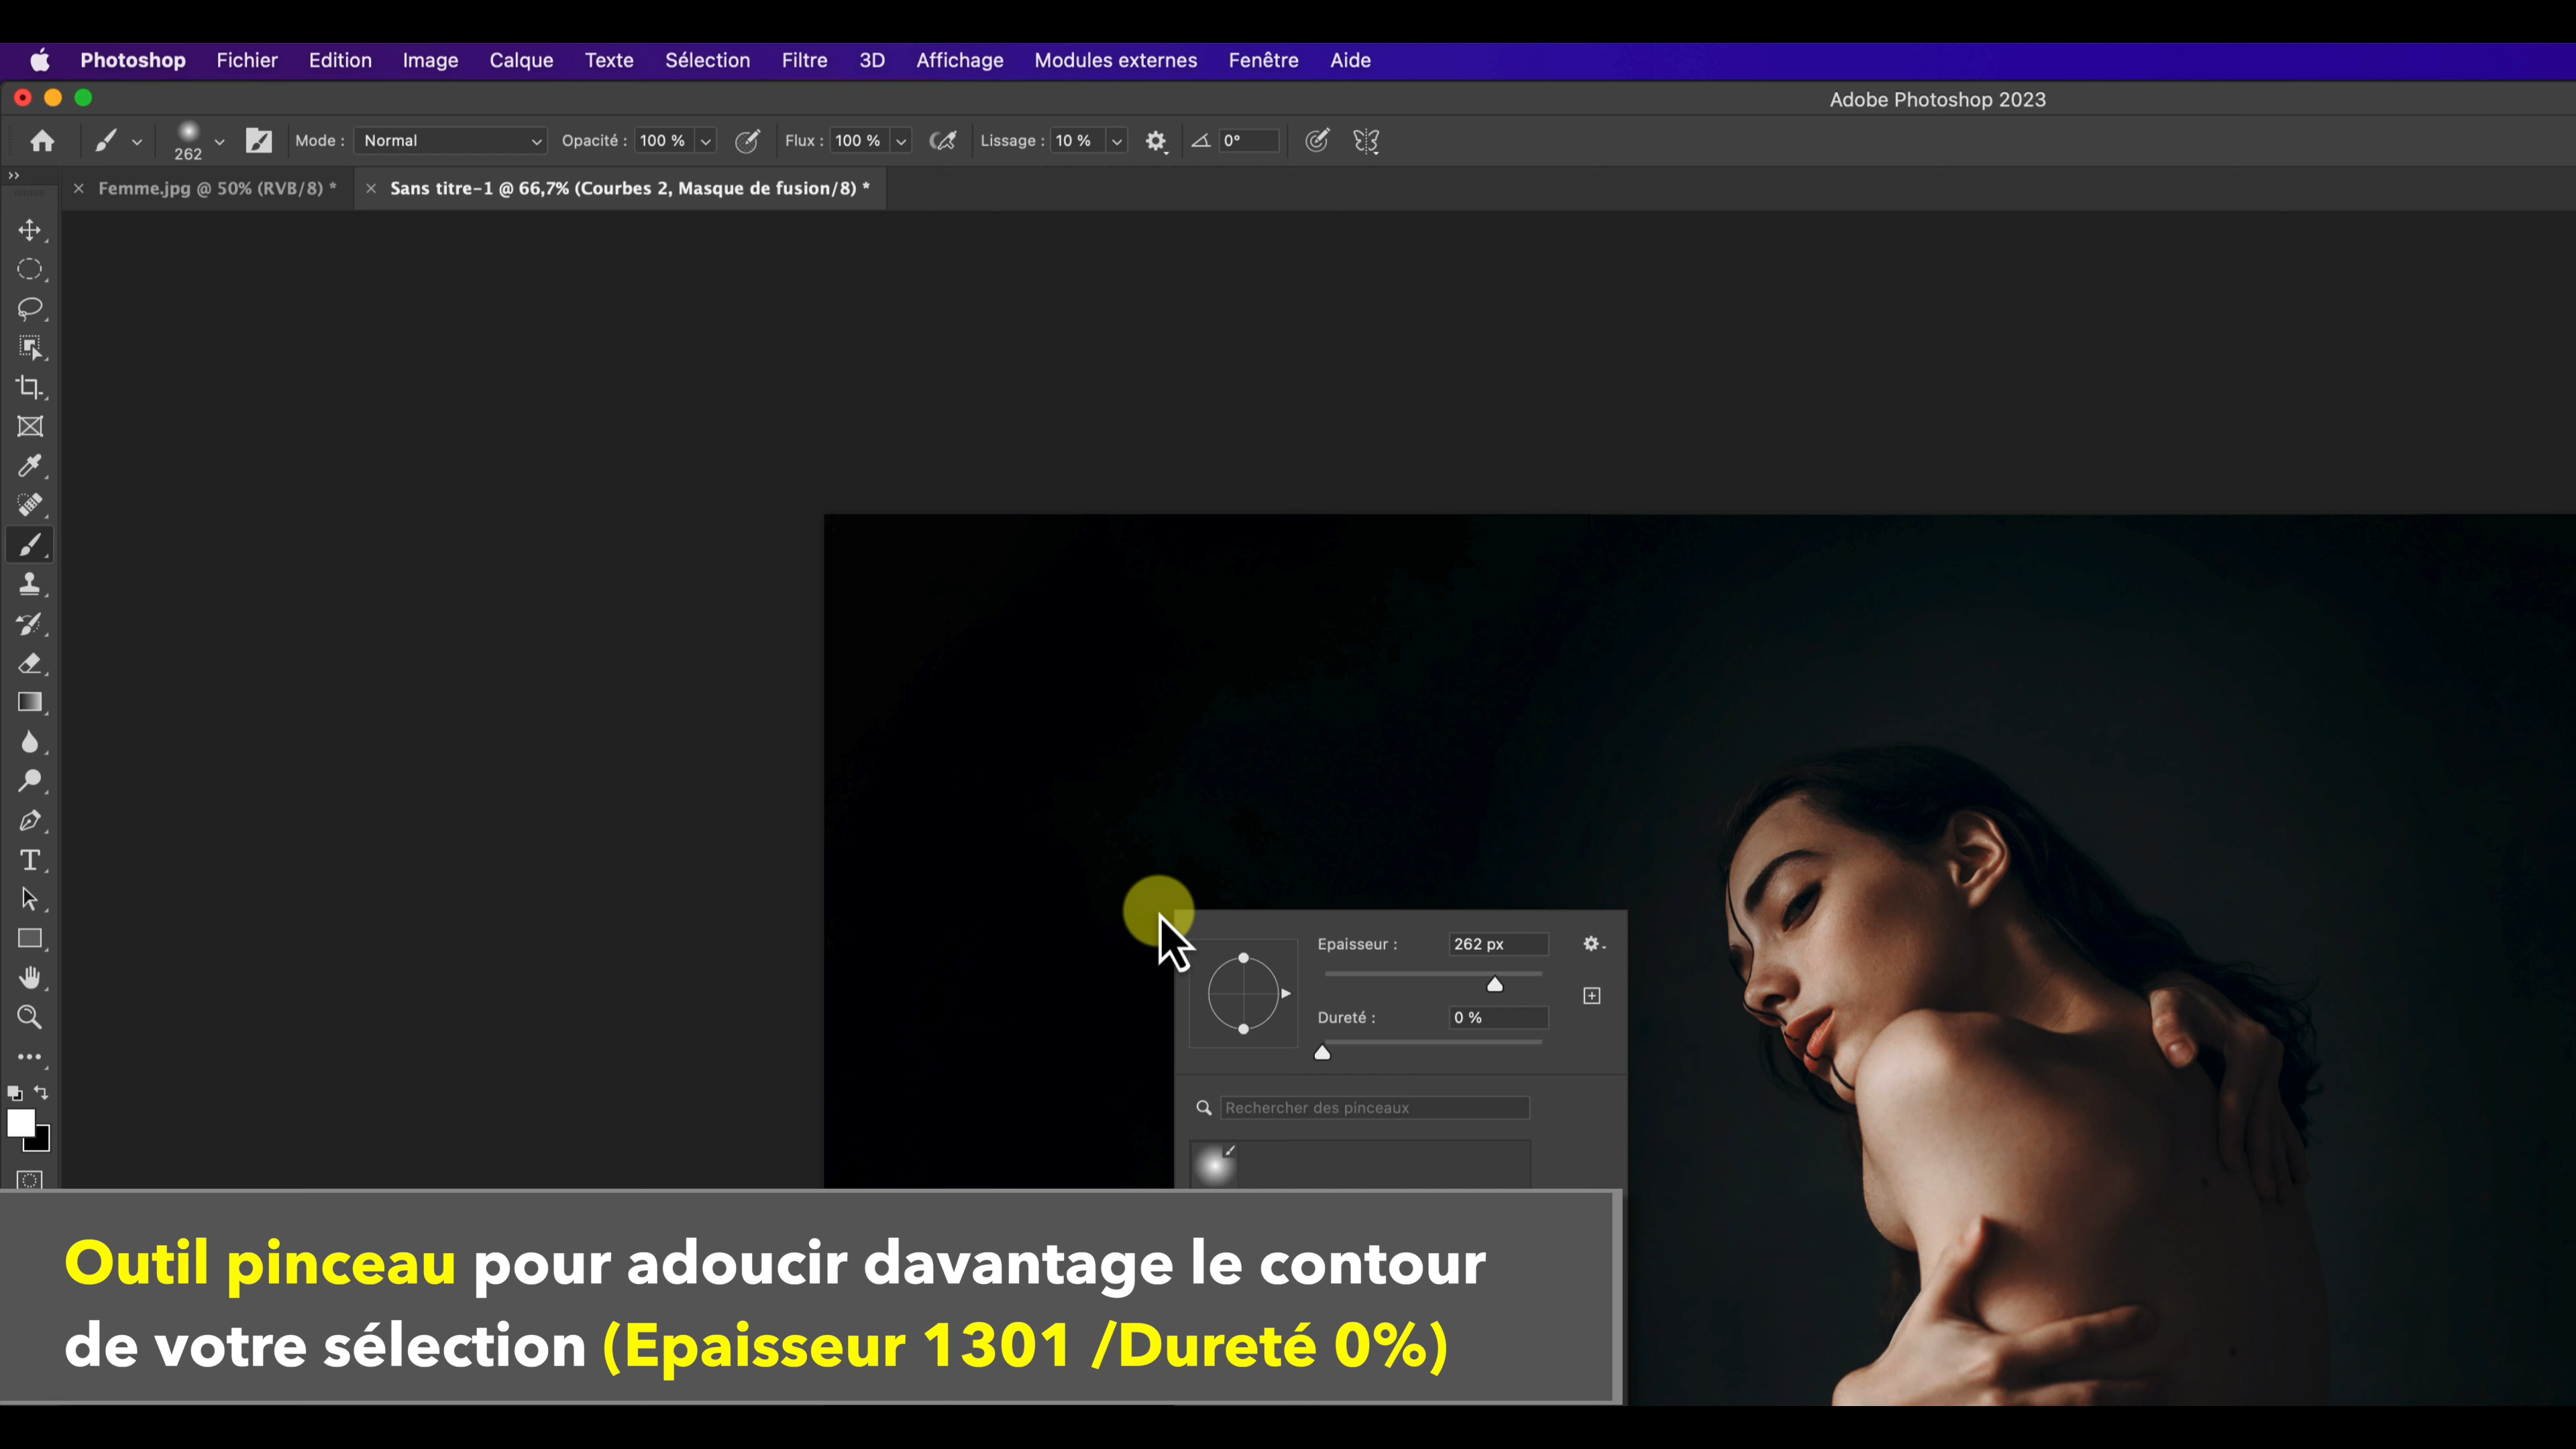 Photoshop Fichier Edition Image Calque Texte Sélection Filtre 3D Affichage Modules externes Fenêtre Aide
Adobe Photoshop 2023
262 Mode : Normal Opacité : 100 % Flux : 100 % Lissage : 10 % 0°
Femme.jpg @ 50% (RVB/8) * Sans titre-1 @ 66,7% (Courbes 2, Masque de fusion/8) *
Epaisseur : 262 px
Dureté : 0 %
Rechercher des pinceaux
Outil pinceau pour adoucir davantage le contour
de votre sélection (Epaisseur 1301 /Dureté 0%)